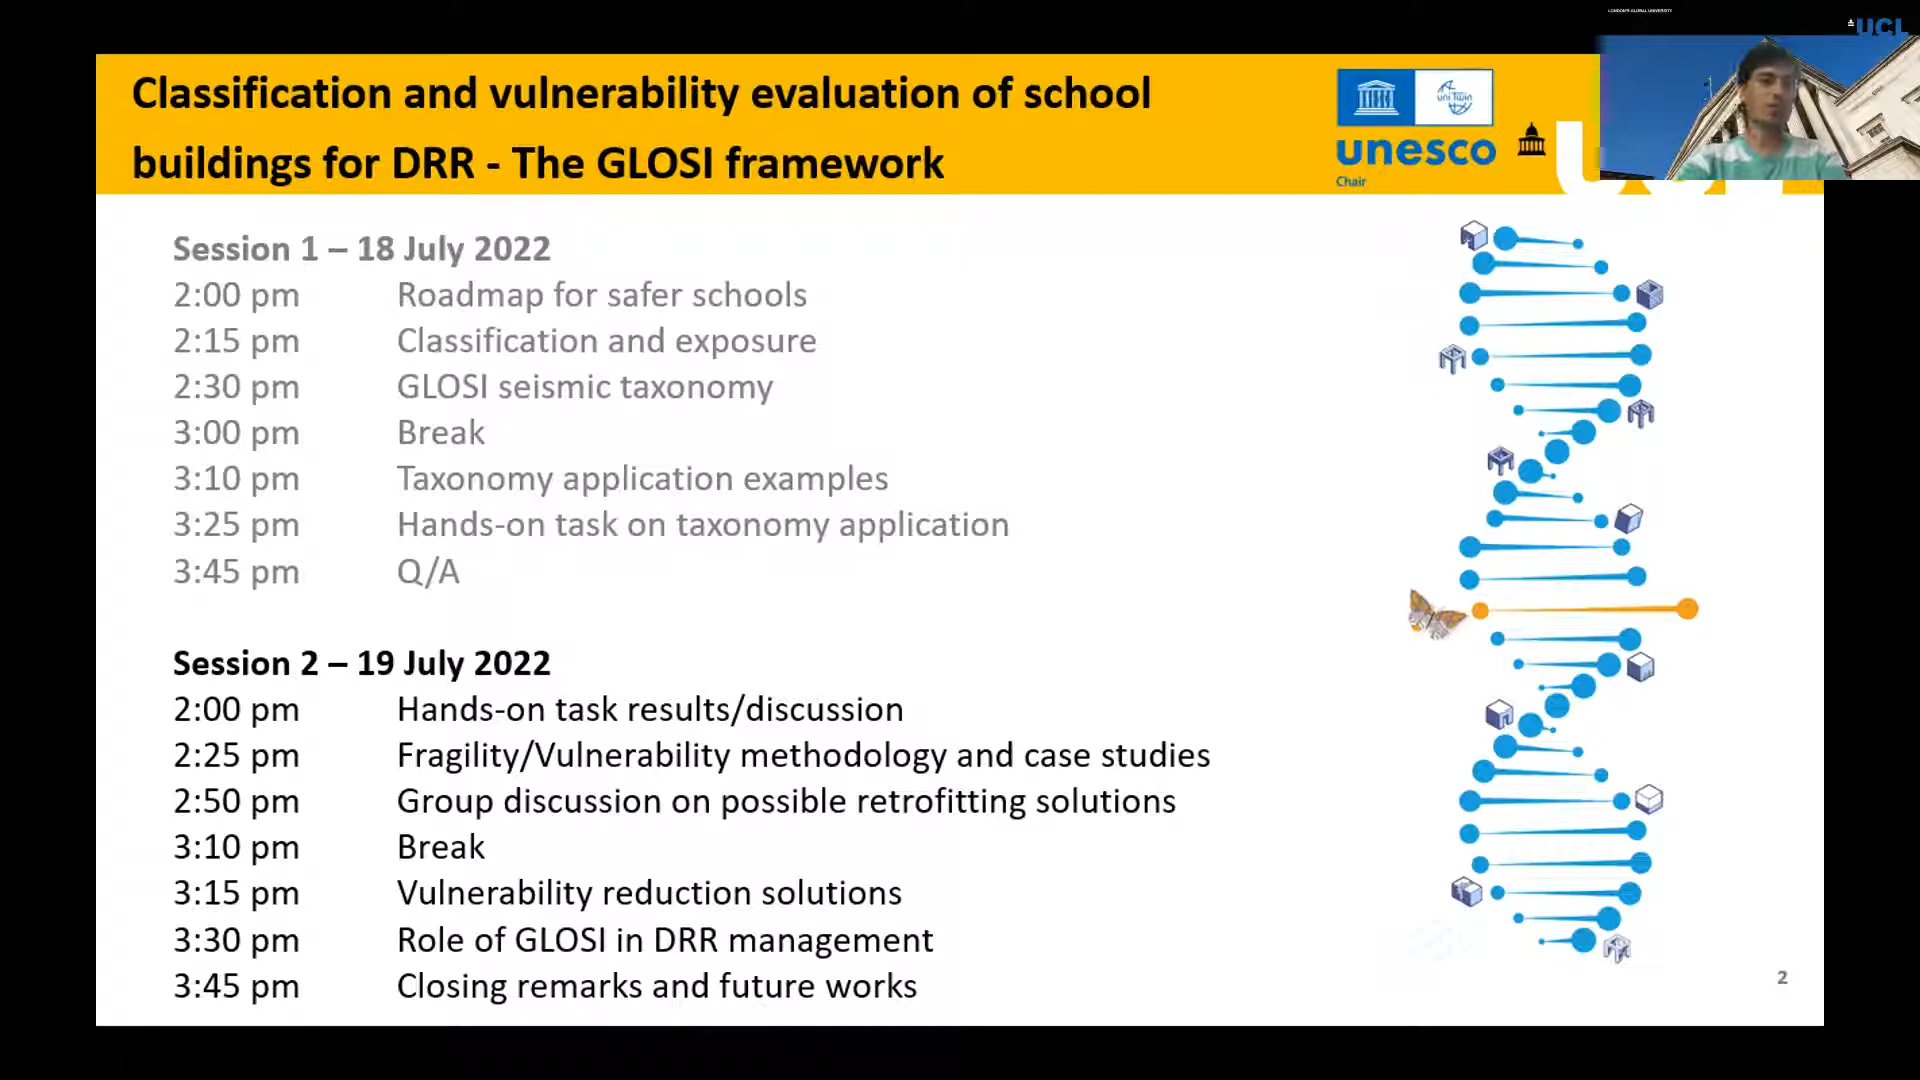 LONDON'S GLOBAL UNIVERSITY
UCL
Classification and vulnerability evaluation of school
buildings for DRR - The GLOSI framework
uni Twin
unesco
Chair
Session 1 – 18 July 2022
2:00 pm Roadmap for safer schools
2:15 pm Classification and exposure
2:30 pm GLOSI seismic taxonomy
3:00 pm Break
3:10 pm Taxonomy application examples
3:25 pm Hands-on task on taxonomy application
3:45 pm Q/A
Session 2 – 19 July 2022
2:00 pm Hands-on task results/discussion
2:25 pm Fragility/Vulnerability methodology and case studies
2:50 pm Group discussion on possible retrofitting solutions
3:10 pm Break
3:15 pm Vulnerability reduction solutions
3:30 pm Role of GLOSI in DRR management
3:45 pm Closing remarks and future works
2